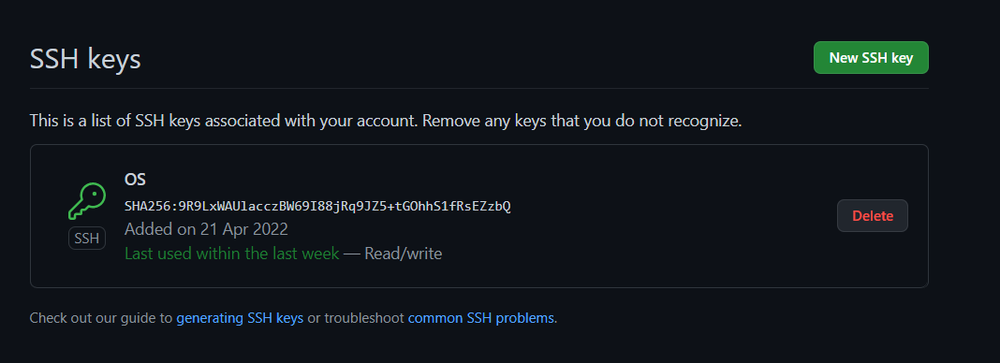 SSH keys
New SSH key
This is a list of SSH keys associated with your account. Remove any keys that you do not recognize.
OS
SHA256:9R9LxWAUlacczBW69I88jRq9JZ5+tGOhhS1fRsEZzbQ
Added on 21 Apr 2022
Last used within the last week — Read/write
SSH
Delete
Check out our guide to generating SSH keys or troubleshoot common SSH problems.